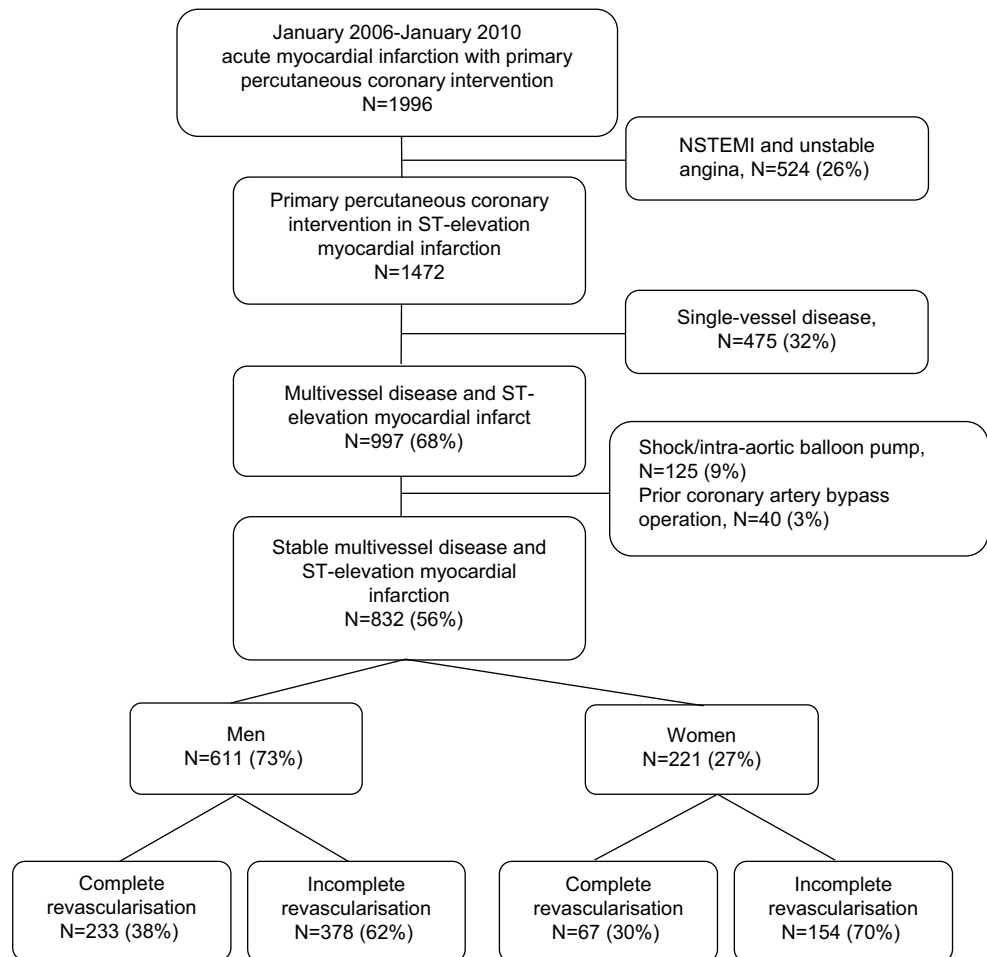 January 2006-January 2010
acute myocardial infarction with primary
percutaneous coronary intervention
N=1996
NSTEMI and unstable
angina, N=524 (26%)
Primary percutaneous coronary
intervention in ST-elevation
myocardial infarction
N=1472
Single-vessel disease,
N=475 (32%)
Multivessel disease and ST-
elevation myocardial infarct
N=997 (68%)
Shock/intra-aortic balloon pump,
N=125 (9%)
Prior coronary artery bypass
operation, N=40 (3%)
Stable multivessel disease and
ST-elevation myocardial
infarction
N=832 (56%)
Men
N=611 (73%)
Women
N=221 (27%)
Complete
revascularisation
N=233 (38%)
Incomplete
revascularisation
N=378 (62%)
Complete
revascularisation
N=67 (30%)
Incomplete
revascularisation
N=154 (70%)